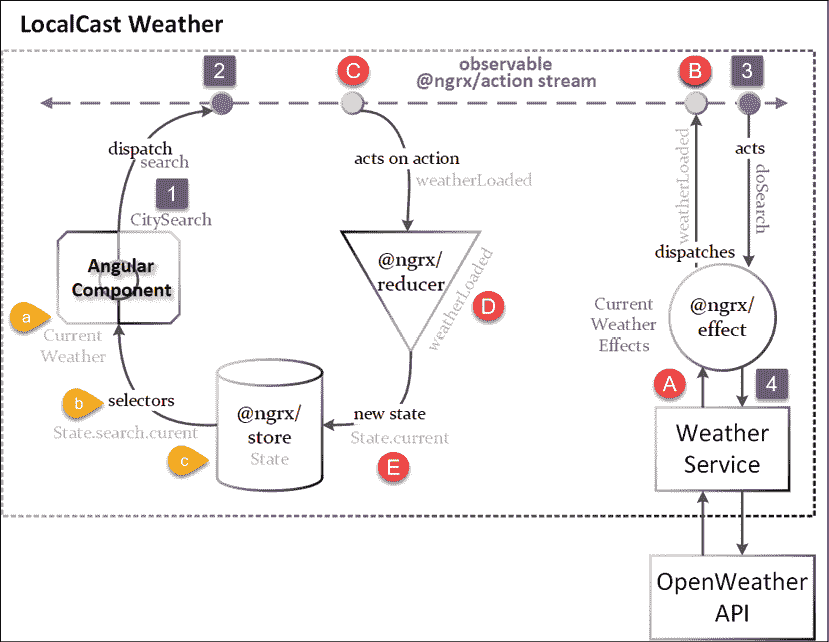 LocalCast Weather
2
C
observable
@ngrx/action stream
B
3
dispatch
search
1
CitySearch
acts on action
weatherLoaded
weatherLoaded
dispatches
acts
doSearch
Angular
Component
a
Current
Weather
@ngrx/
reducer
weatherLoaded
D
Current
Weather
Effects
@ngrx/
effect
b
selectors
State.search.curent
c
@ngrx/
store
State
new state
State.current
E
A
4
Weather
Service
OpenWeather
API